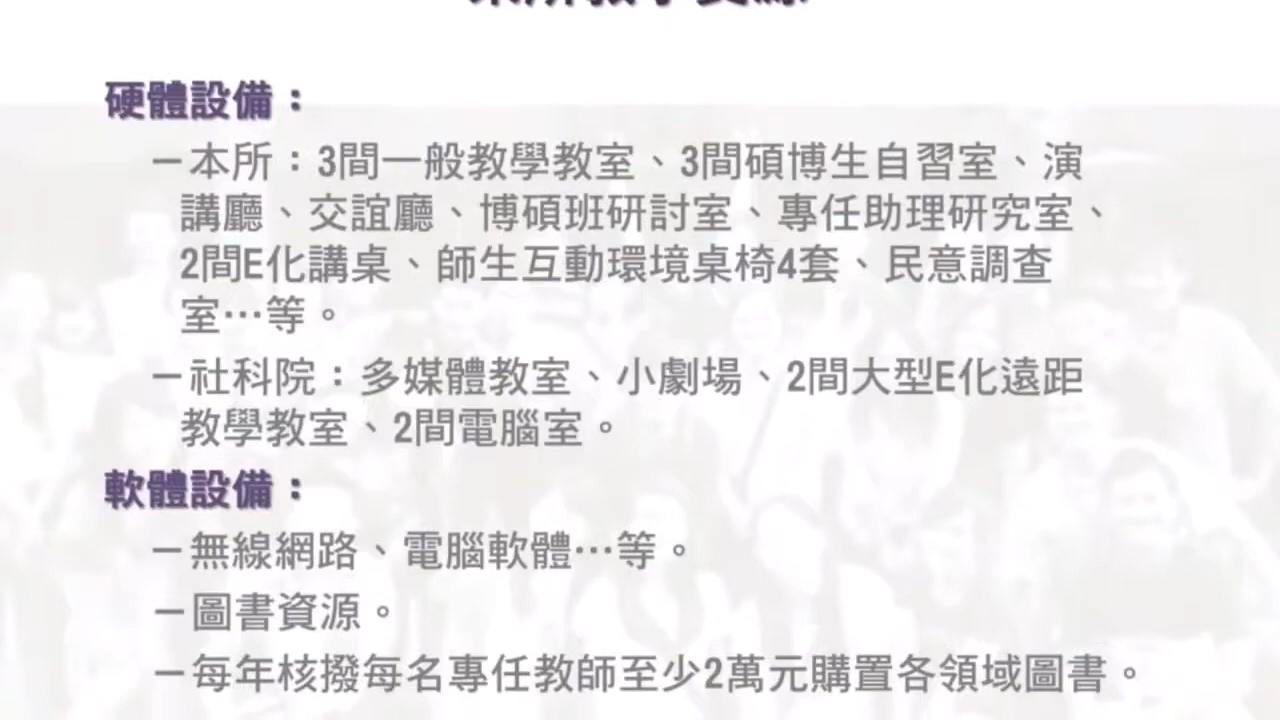 硬體設備：
－本所：3間一般教學教室、3間碩博生自習室、演
講廳、交誼廳、博碩班研討室、專任助理研究室、
2間E化講桌、師生互動環境桌椅4套、民意調查
室…等。
－社科院：多媒體教室、小劇場、2間大型E化遠距
教學教室、2間電腦室。
軟體設備：
－無線網路、電腦軟體…等。
－圖書資源。
－每年核撥每名專任教師至少2萬元購置各領域圖書。